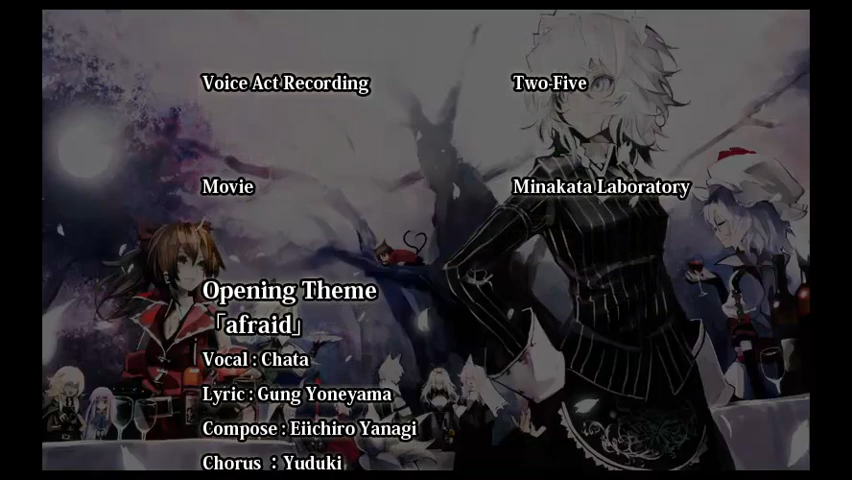 Voice Act Recording Two-Five
Movie Minakata Laboratory
Opening Theme
「afraid」
Vocal : Chata
Lyric : Gung Yoneyama
Compose : Eiichiro Yanagi
Chorus : Yuduki